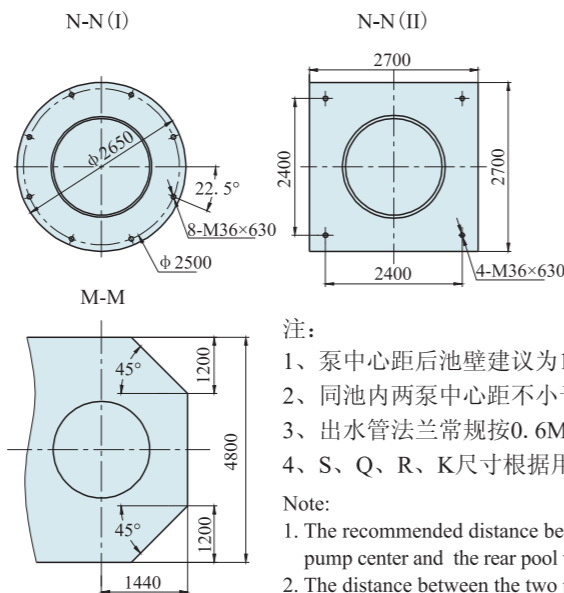 N-N(I)
N-N(II)
φ2650
22.5°
8-M36×630
φ2500
2700
2400
2700
2400
4-M36×630
M-M
45°
1200
4800
45°
1200
1440
注：
1、泵中心距后池壁建议为1
2、同池内两泵中心距不小
3、出水管法兰常规按0.6M
4、S、Q、R、K尺寸根据用
Note:
1. The recommended distance be
pump center and the rear pool
2. The distance between the two